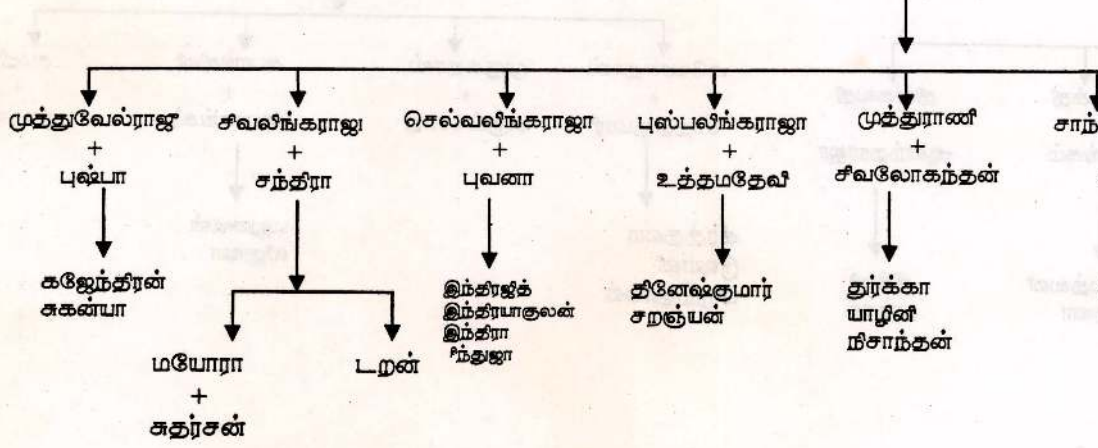 முத்துவேல்ராஜு
+
புஷ்பா
கஜேந்திரன்
சுகன்யா
சிவலிங்கராஜு
+
சந்திரா
மயோரா
+
சுதர்சன்
டறன்
செல்வலிங்கராஜா
+
புவனா
இந்திரஜித்
இந்திரயாகுலன்
இந்திரா
புஸ்பலிங்கராஜா
+
உத்தமதேவி
தினேஷ்குமார்
சறஞ்யன்
முத்துராணி
+
சிவலோகந்தன்
துர்க்கா
யாழினி
நிசாந்தன்